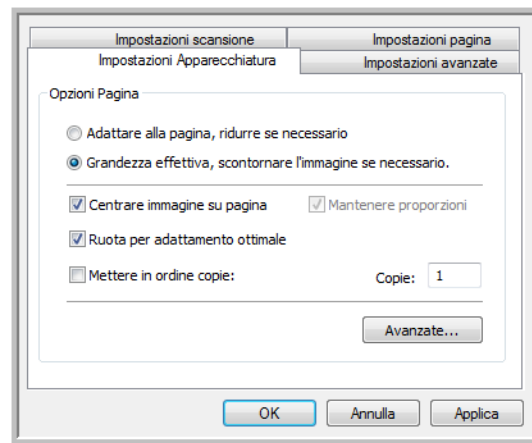 Impostazioni scansione
Impostazioni pagina
Impostazioni Apparecchiatura
Impostazioni avanzate
Opzioni Pagina
Adattare alla pagina, ridurre se necessario
Grandezza effettiva, scontornare l'immagine se necessario.
Centrare immagine su pagina
Mantenere proporzioni
Ruota per adattamento ottimale
Mettere in ordine copie:
Copie: 1
Avanzate...
OK
Annulla
Applica